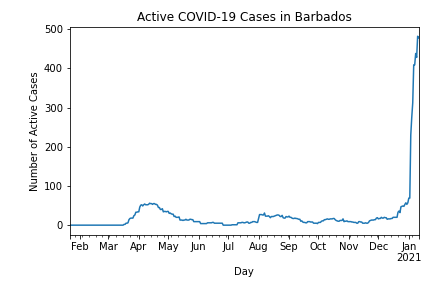 Active COVID-19 Cases in Barbados
Number of Active Cases
500
400
300
200
100
0
Feb Mar Apr May Jun Jul Aug Sep Oct Nov Dec Jan
2021
Day